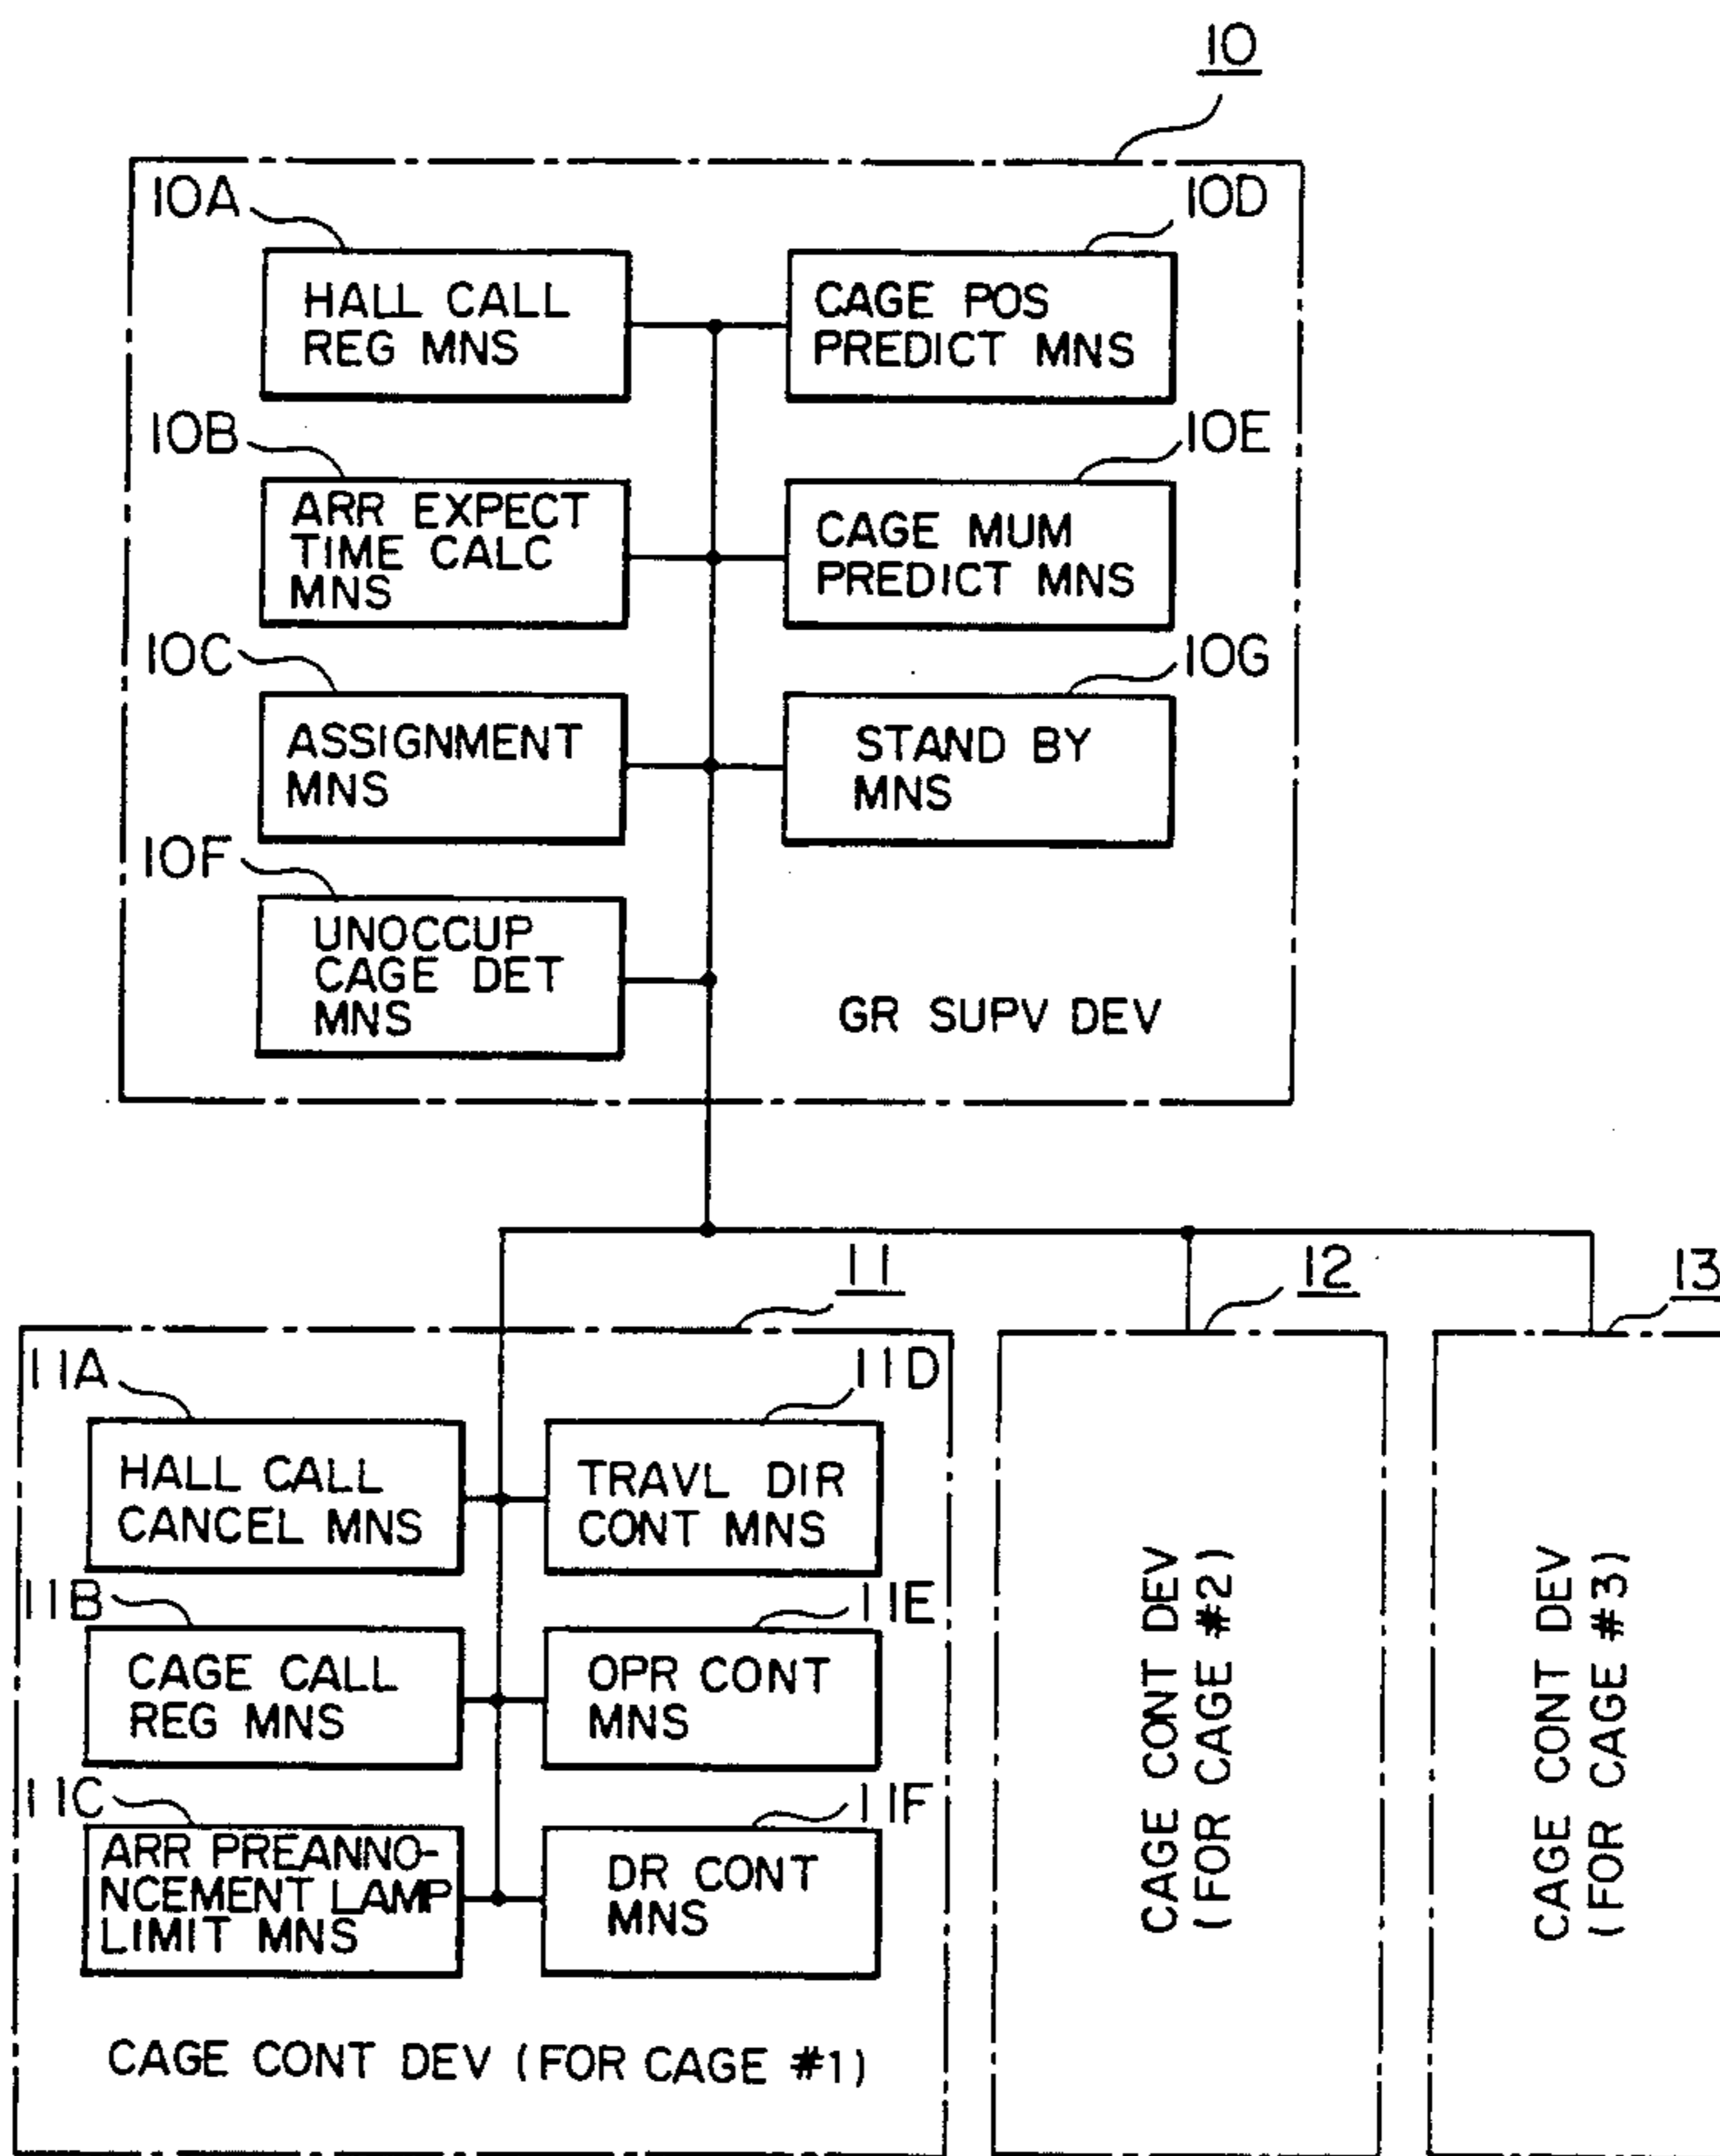 10
10A
HALL CALL
REG MNS
10D
CAGE POS
PREDICT MNS
10B
ARR EXPECT
TIME CALC
MNS
10E
CAGE MUM
PREDICT MNS
10C
ASSIGNMENT
MNS
10G
STAND BY
MNS
10F
UNOCCUP
CAGE DET
MNS
GR SUPV DEV
11
11A
HALL CALL
CANCEL MNS
11D
TRAVL DIR
CONT MNS
11B
CAGE CALL
REG MNS
11E
OPR CONT
MNS
11C
ARR PREANNO-
NCEMENT LAMP
LIMIT MNS
11F
DR CONT
MNS
CAGE CONT DEV (FOR CAGE #1)
12
CAGE CONT DEV
(FOR CAGE #2)
13
CAGE CONT DEV
(FOR CAGE #3)